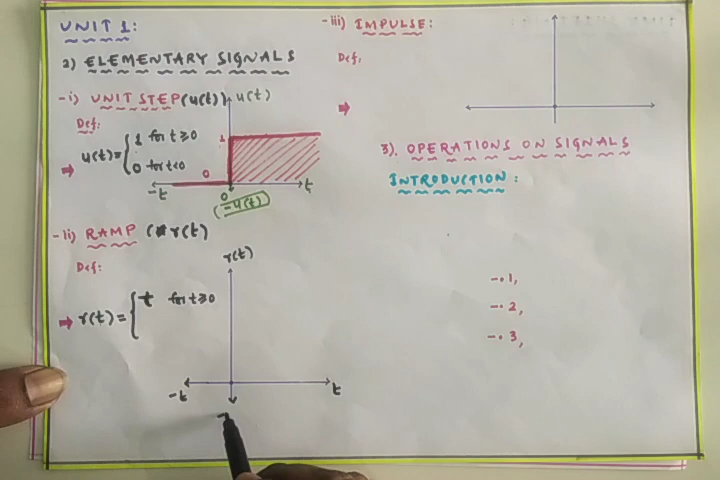 UNIT 1:
2) ELEMENTARY SIGNALS
-i) UNIT STEP (u(t))
u(t)
Def:
u(t) = { 1 for t ≥ 0
0 for t < 0
1
0
-t
0
t
(-u(t))
-ii) RAMP (r(t)
Def:
r(t) = { t for t ≥ 0
r(t)
-t
t
-iii) IMPULSE:
Def:
3). OPERATIONS ON SIGNALS
INTRODUCTION:
-. 1,
-. 2,
-. 3,